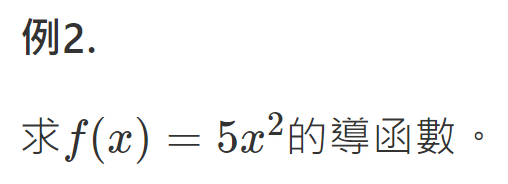 例2.
求f(x) = 5x²的導函數。